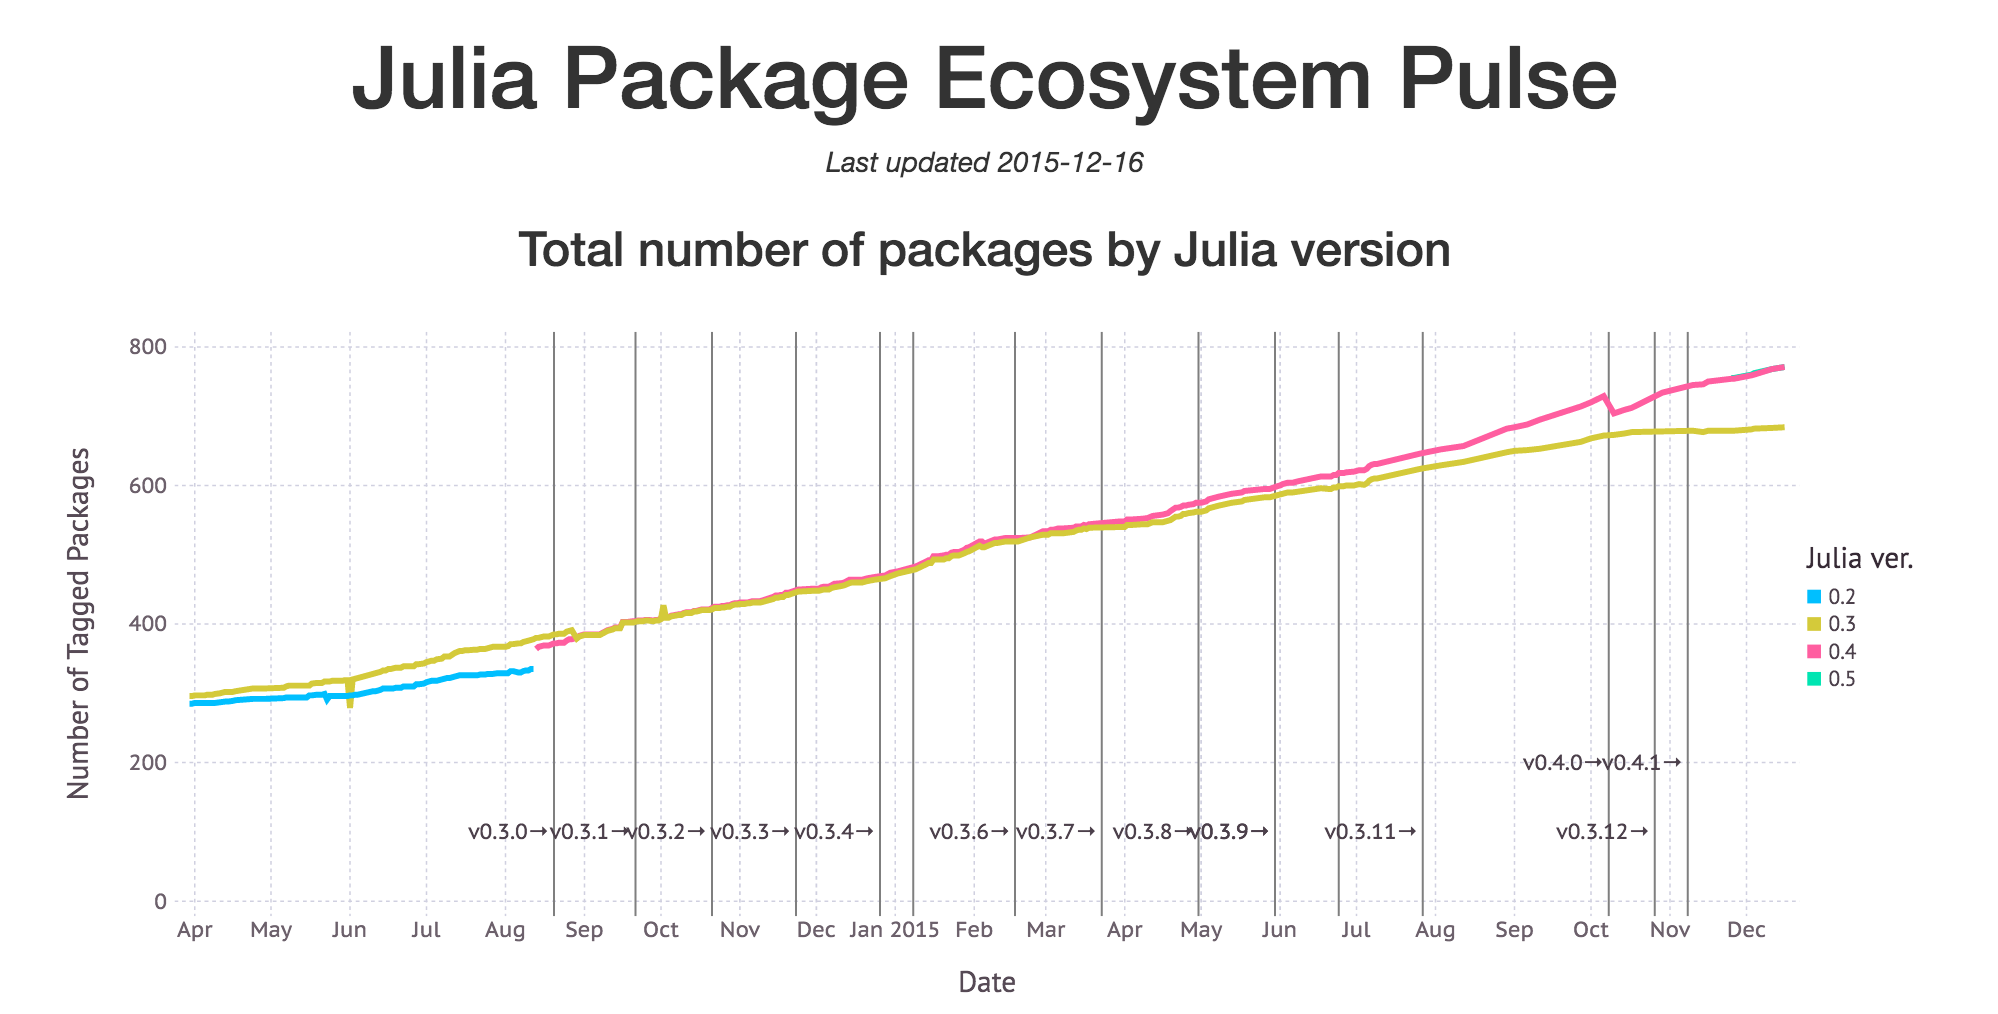 Julia Package Ecosystem Pulse
Last updated 2015-12-16
Total number of packages by Julia version
Number of Tagged Packages
800
600
400
200
0
v0.4.0→ v0.4.1→
v0.3.0→ v0.3.1→ v0.3.2→ v0.3.3→ v0.3.4→ v0.3.6→ v0.3.7→ v0.3.8→ v0.3.9→ v0.3.11→ v0.3.12→
Apr May Jun Jul Aug Sep Oct Nov Dec Jan 2015 Feb Mar Apr May Jun Jul Aug Sep Oct Nov Dec
Date
Julia ver.
0.2
0.3
0.4
0.5